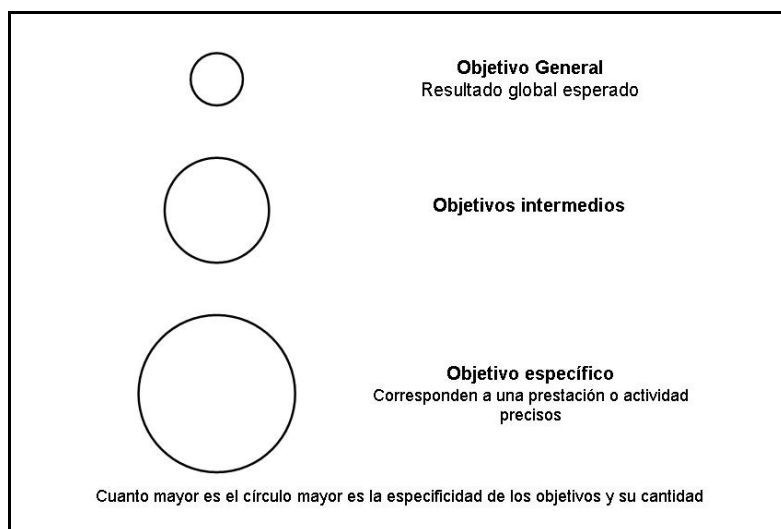 Objetivo General
Resultado global esperado
Objetivos intermedios
Objetivo específico
Corresponden a una prestación o actividad
precisos
Cuanto mayor es el círculo mayor es la especificidad de los objetivos y su cantidad